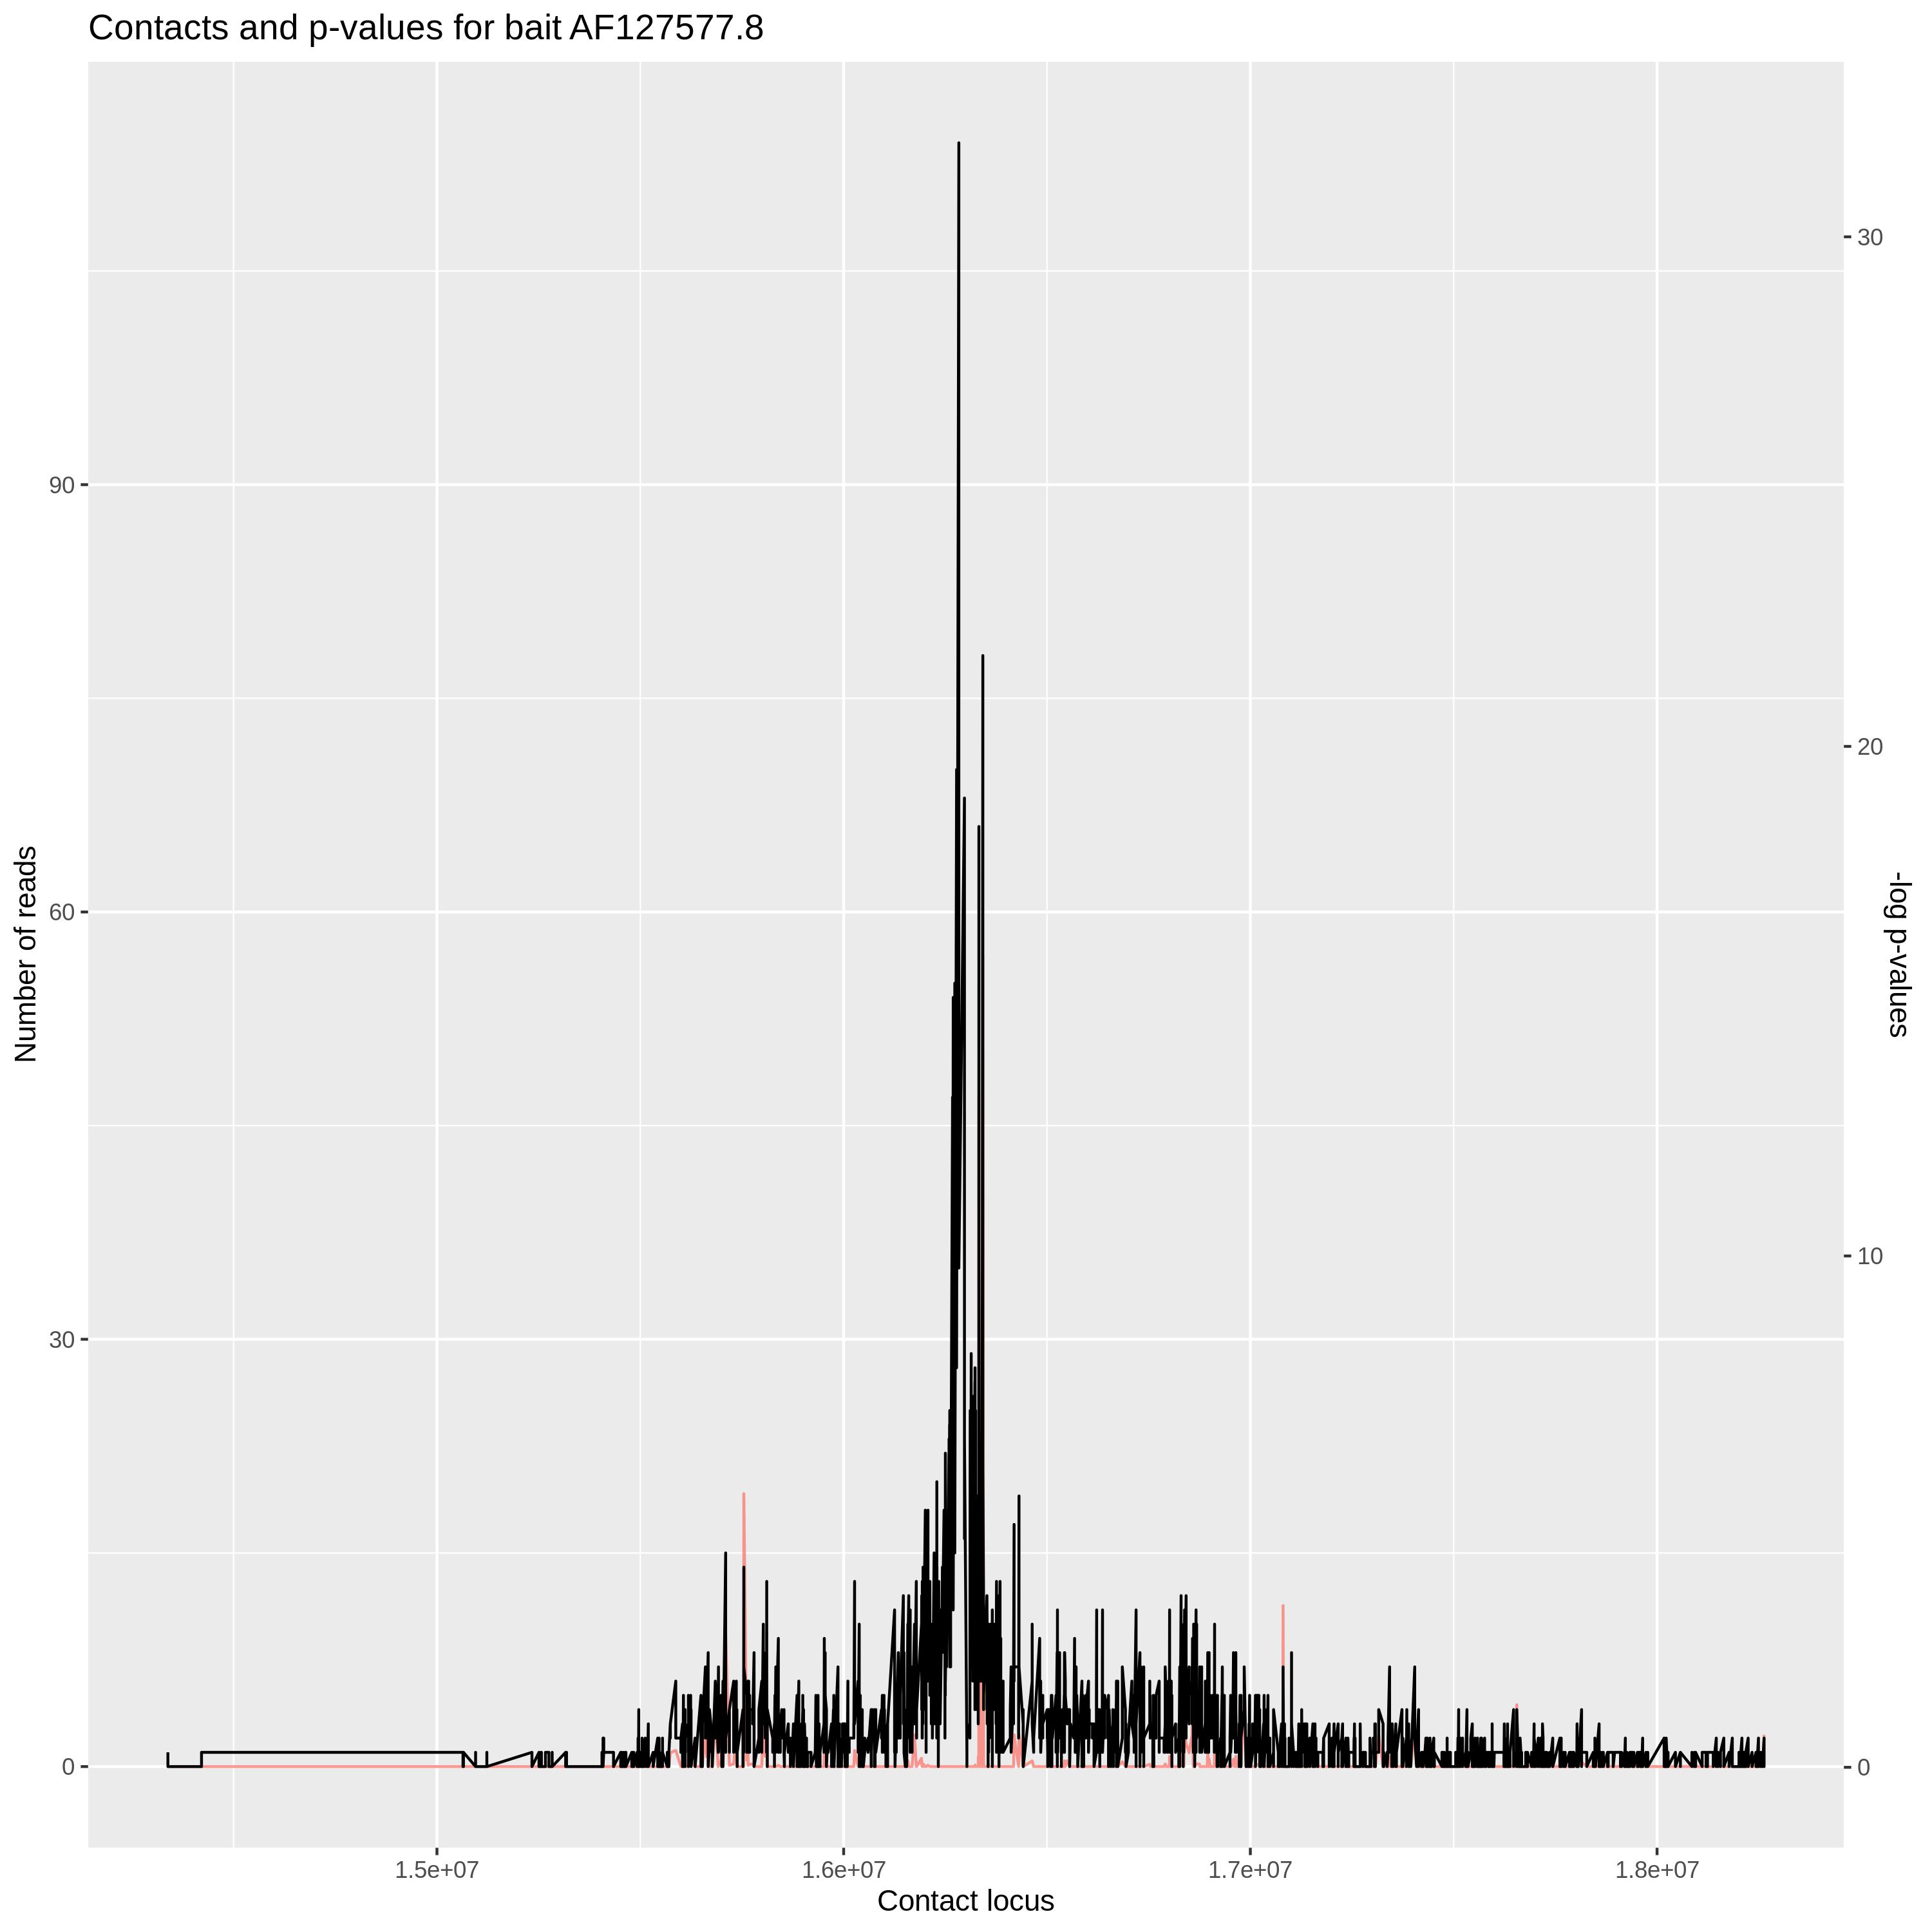 Contacts and p-values for bait AF127577.8
Number of reads
90
60
30
0
30
20
10
0
-log p-values
1.5e+07 1.6e+07 1.7e+07 1.8e+07
Contact locus